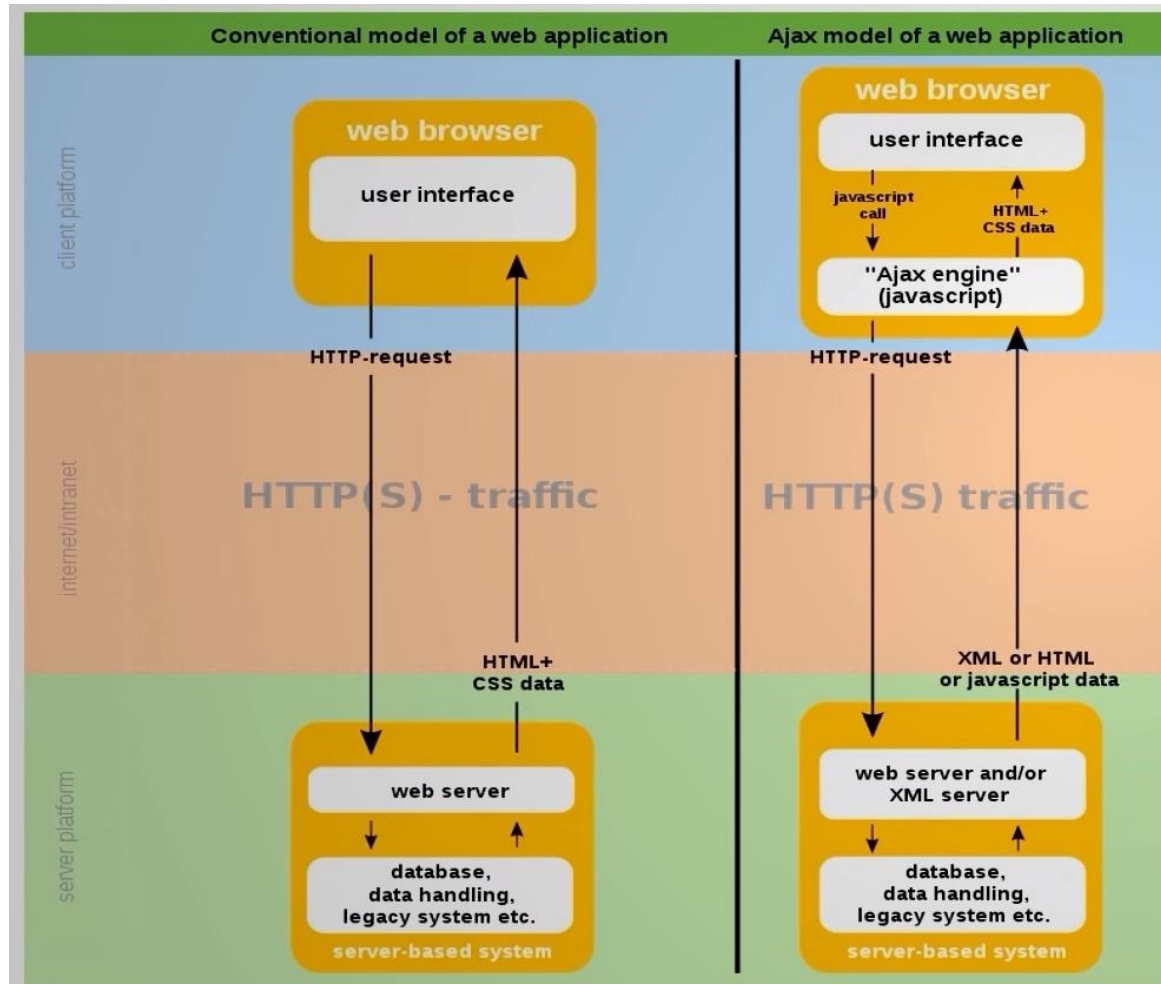 Conventional model of a web application
Ajax model of a web application
client platform
web browser
user interface
HTTP-request
internet/intranet
HTTP(S) - traffic
HTML+
CSS data
server platform
web server
database,
data handling,
legacy system etc.
server-based system
web browser
user interface
javascript
call
HTML+
CSS data
"Ajax engine"
(javascript)
HTTP-request
HTTP(S) traffic
XML or HTML
or javascript data
web server and/or
XML server
database,
data handling,
legacy system etc.
server-based system